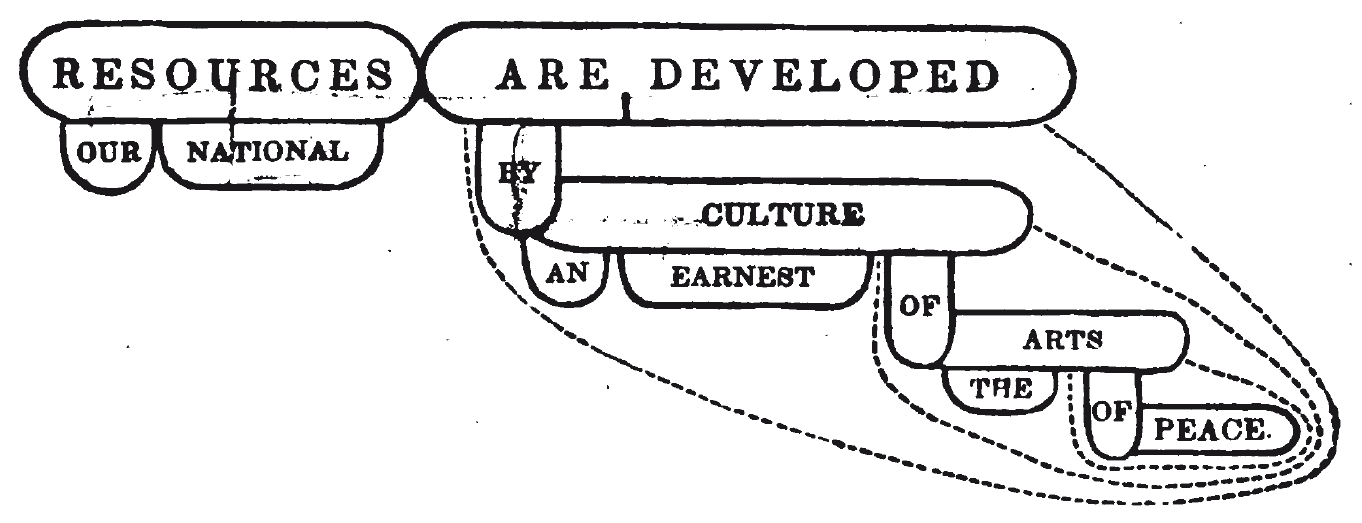 RESOURCES ARE DEVELOPED
OUR NATIONAL BY
CULTURE
AN EARNEST
OF
ARTS
THE
OF PEACE.